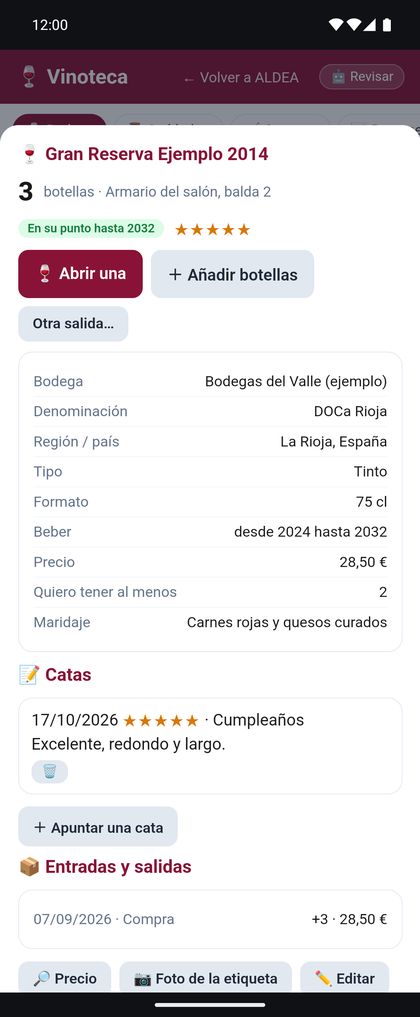 12:00
Vinoteca
← Volver a ALDEA
Revisar
Gran Reserva Ejemplo 2014
3 botellas · Armario del salón, balda 2
En su punto hasta 2032 ★★★★★
Abrir una
+ Añadir botellas
Otra salida...
Bodega Bodegas del Valle (ejemplo)
Denominación DOCa Rioja
Región / país La Rioja, España
Tipo Tinto
Formato 75 cl
Beber desde 2024 hasta 2032
Precio 28,50 €
Quiero tener al menos 2
Maridaje Carnes rojas y quesos curados
Catas
17/10/2026 ★★★★★ · Cumpleaños
Excelente, redondo y largo.
+ Apuntar una cata
Entradas y salidas
07/09/2026 · Compra +3 · 28,50 €
Precio
Foto de la etiqueta
Editar